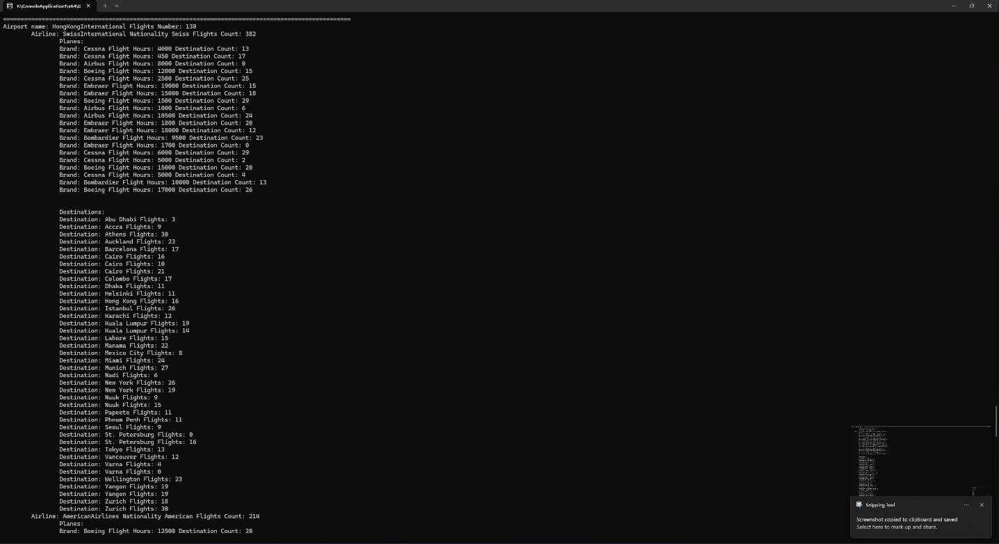 F:\ConsoleApplication1\x64\D
================================================================================================
Airport name: HongKongInternational Flights Number: 130
Airline: SwissInternational Nationality Swiss Flights Count: 382
Planes:
Brand: Cessna Flight Hours: 4000 Destination Count: 13
Brand: Cessna Flight Hours: 450 Destination Count: 17
Brand: Airbus Flight Hours: 8000 Destination Count: 0
Brand: Boeing Flight Hours: 12000 Destination Count: 15
Brand: Cessna Flight Hours: 2500 Destination Count: 25
Brand: Embraer Flight Hours: 19000 Destination Count: 15
Brand: Embraer Flight Hours: 15000 Destination Count: 18
Brand: Boeing Flight Hours: 1500 Destination Count: 29
Brand: Airbus Flight Hours: 1000 Destination Count: 6
Brand: Airbus Flight Hours: 10500 Destination Count: 24
Brand: Embraer Flight Hours: 1800 Destination Count: 20
Brand: Embraer Flight Hours: 18000 Destination Count: 12
Brand: Bombardier Flight Hours: 9500 Destination Count: 23
Brand: Embraer Flight Hours: 1700 Destination Count: 0
Brand: Cessna Flight Hours: 6000 Destination Count: 29
Brand: Cessna Flight Hours: 5000 Destination Count: 2
Brand: Boeing Flight Hours: 15000 Destination Count: 20
Brand: Cessna Flight Hours: 5000 Destination Count: 4
Brand: Bombardier Flight Hours: 10000 Destination Count: 13
Brand: Boeing Flight Hours: 17000 Destination Count: 26
Destinations:
Destination: Abu Dhabi Flights: 3
Destination: Accra Flights: 9
Destination: Athens Flights: 30
Destination: Auckland Flights: 23
Destination: Barcelona Flights: 17
Destination: Cairo Flights: 16
Destination: Cairo Flights: 10
Destination: Cairo Flights: 21
Destination: Colombo Flights: 17
Destination: Dhaka Flights: 11
Destination: Helsinki Flights: 11
Destination: Hong Kong Flights: 16
Destination: Istanbul Flights: 26
Destination: Karachi Flights: 12
Destination: Kuala Lumpur Flights: 19
Destination: Kuala Lumpur Flights: 14
Destination: Lahore Flights: 15
Destination: Manama Flights: 22
Destination: Mexico City Flights: 8
Destination: Miami Flights: 24
Destination: Munich Flights: 27
Destination: Nadi Flights: 6
Destination: New York Flights: 26
Destination: New York Flights: 19
Destination: Nuuk Flights: 9
Destination: Nuuk Flights: 15
Destination: Papeete Flights: 11
Destination: Phnom Penh Flights: 11
Destination: Seoul Flights: 9
Destination: St. Petersburg Flights: 0
Destination: St. Petersburg Flights: 16
Destination: Tokyo Flights: 13
Destination: Vancouver Flights: 12
Destination: Varna Flights: 4
Destination: Varna Flights: 0
Destination: Wellington Flights: 23
Destination: Yangon Flights: 19
Destination: Yangon Flights: 19
Destination: Zurich Flights: 18
Destination: Zurich Flights: 30
Airline: AmericanAirlines Nationality American Flights Count: 214
Planes:
Brand: Boeing Flight Hours: 12500 Destination Count: 20
Snipping Tool
Screenshot copied to clipboard and saved
Select here to mark up and share.